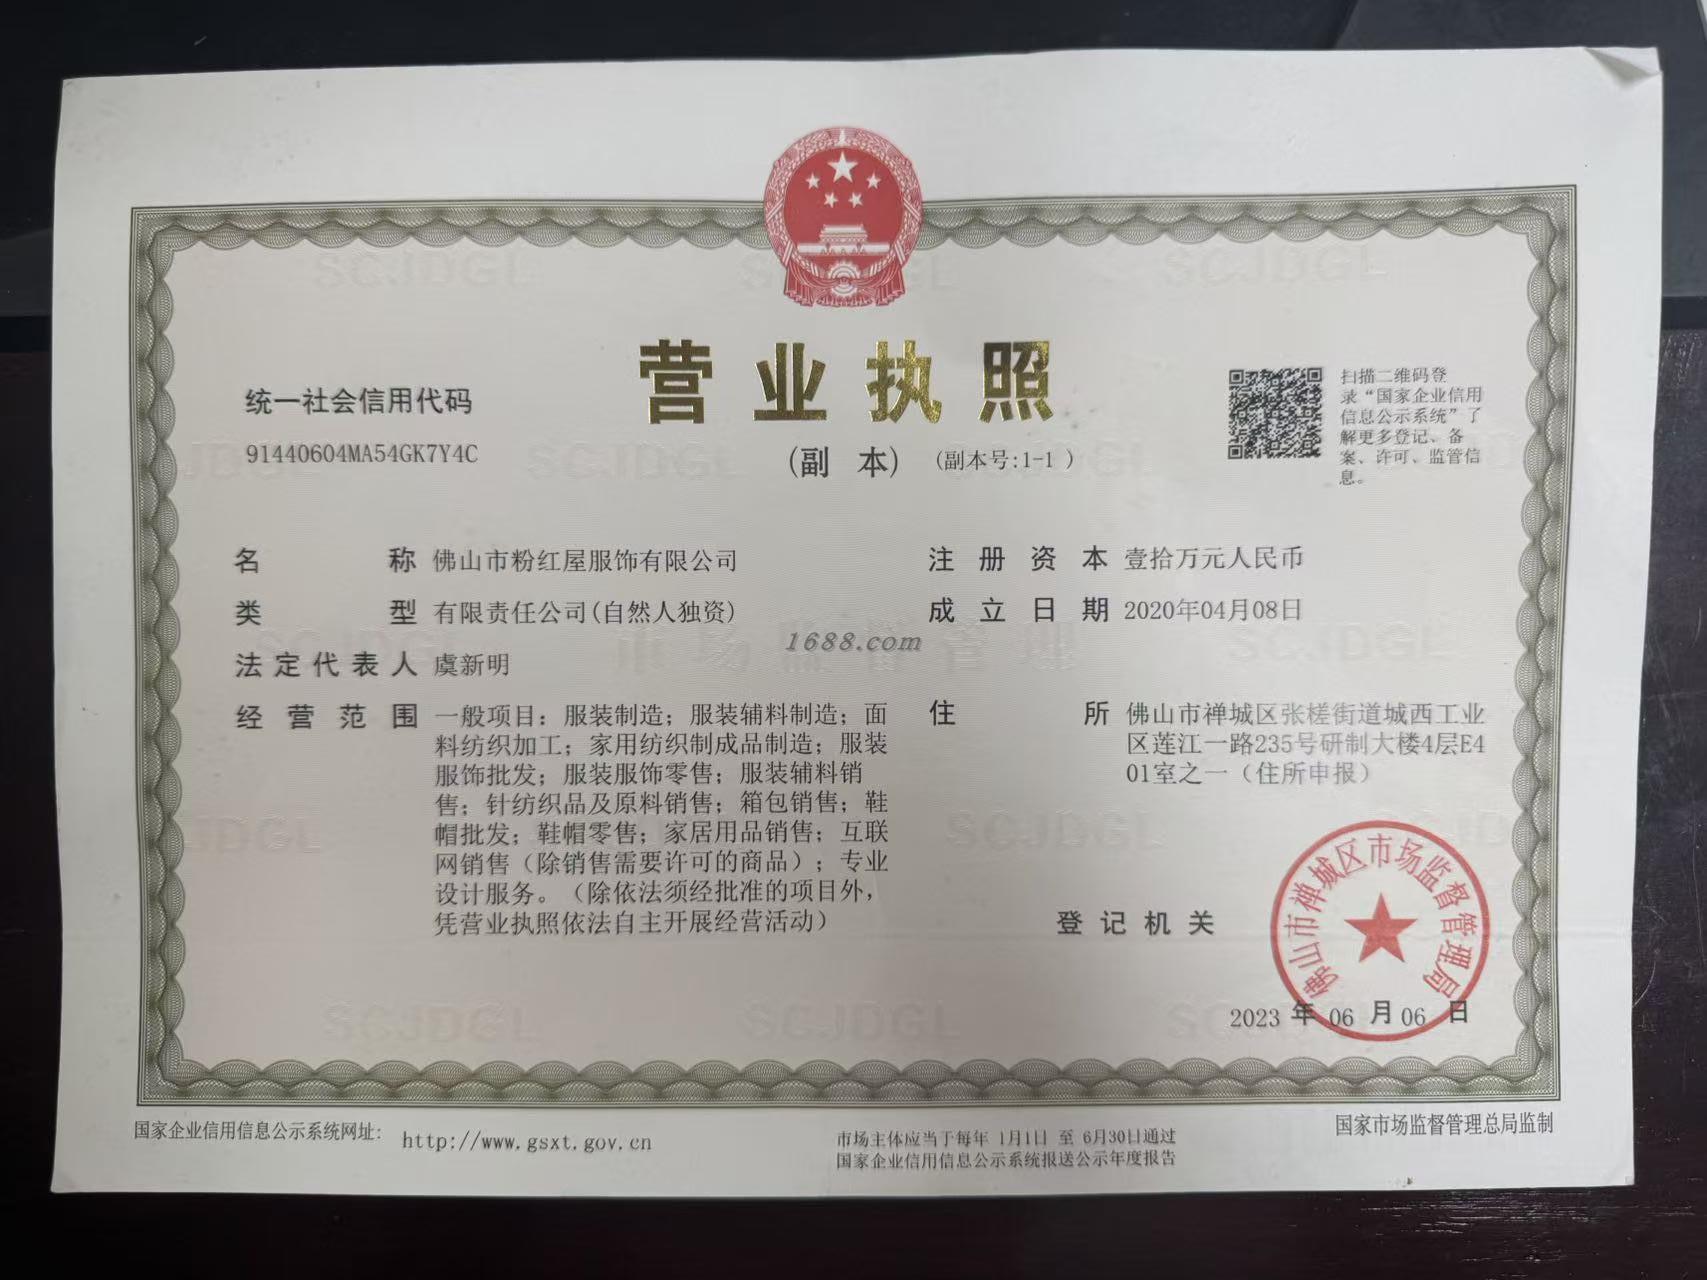 营业执照
(副 本) (副本号:1-1 )
统一社会信用代码
91440604MA54GK7Y4C
扫描二维码登
录“国家企业信用
信息公示系统”了
解更多登记、备
案、许可、监管信
息。
名 称 佛山市粉红屋服饰有限公司
类 型 有限责任公司(自然人独资)
法定代表人 虞新明
经营范围 一般项目：服装制造；服装辅料制造；面
料纺织加工；家用纺织制成品制造；服装
服饰批发；服装服饰零售；服装辅料销
售；针纺织品及原料销售；箱包销售；鞋
帽批发；鞋帽零售；家居用品销售；互联
网销售（除销售需要许可的商品）；专业
设计服务。（除依法须经批准的项目外，
凭营业执照依法自主开展经营活动）
注册资本 壹拾万元人民币
成立日期 2020年04月08日
住 所 佛山市禅城区张槎街道城西工业
区莲江一路235号研制大楼4层E4
01室之一（住所申报）
1688.com
市场监督管理
SCJDGL
登记机关
佛山市禅城区市场监督管理局
2023 年 06 月 06 日
国家企业信用信息公示系统网址: http://www.gsxt.gov.cn
市场主体应当于每年 1月1日 至 6月30日通过
国家企业信用信息公示系统报送公示年度报告
国家市场监督管理总局监制